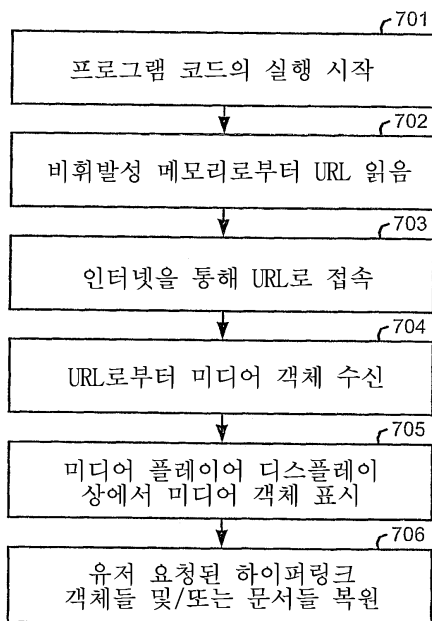 701
프로그램 코드의 실행 시작
702
비휘발성 메모리로부터 URL 읽음
703
인터넷을 통해 URL로 접속
704
URL로부터 미디어 객체 수신
705
미디어 플레이어 디스플레이
상에서 미디어 객체 표시
706
유저 요청된 하이퍼링크
객체들 및/또는 문서들 복원